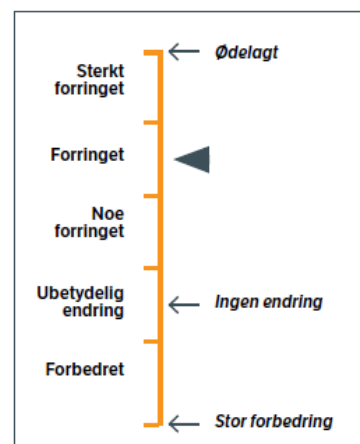 Ødelagt
Sterkt
forringet
Forringet
Noe
forringet
Ubetydelig
endring
Ingen endring
Forbedret
Stor forbedring